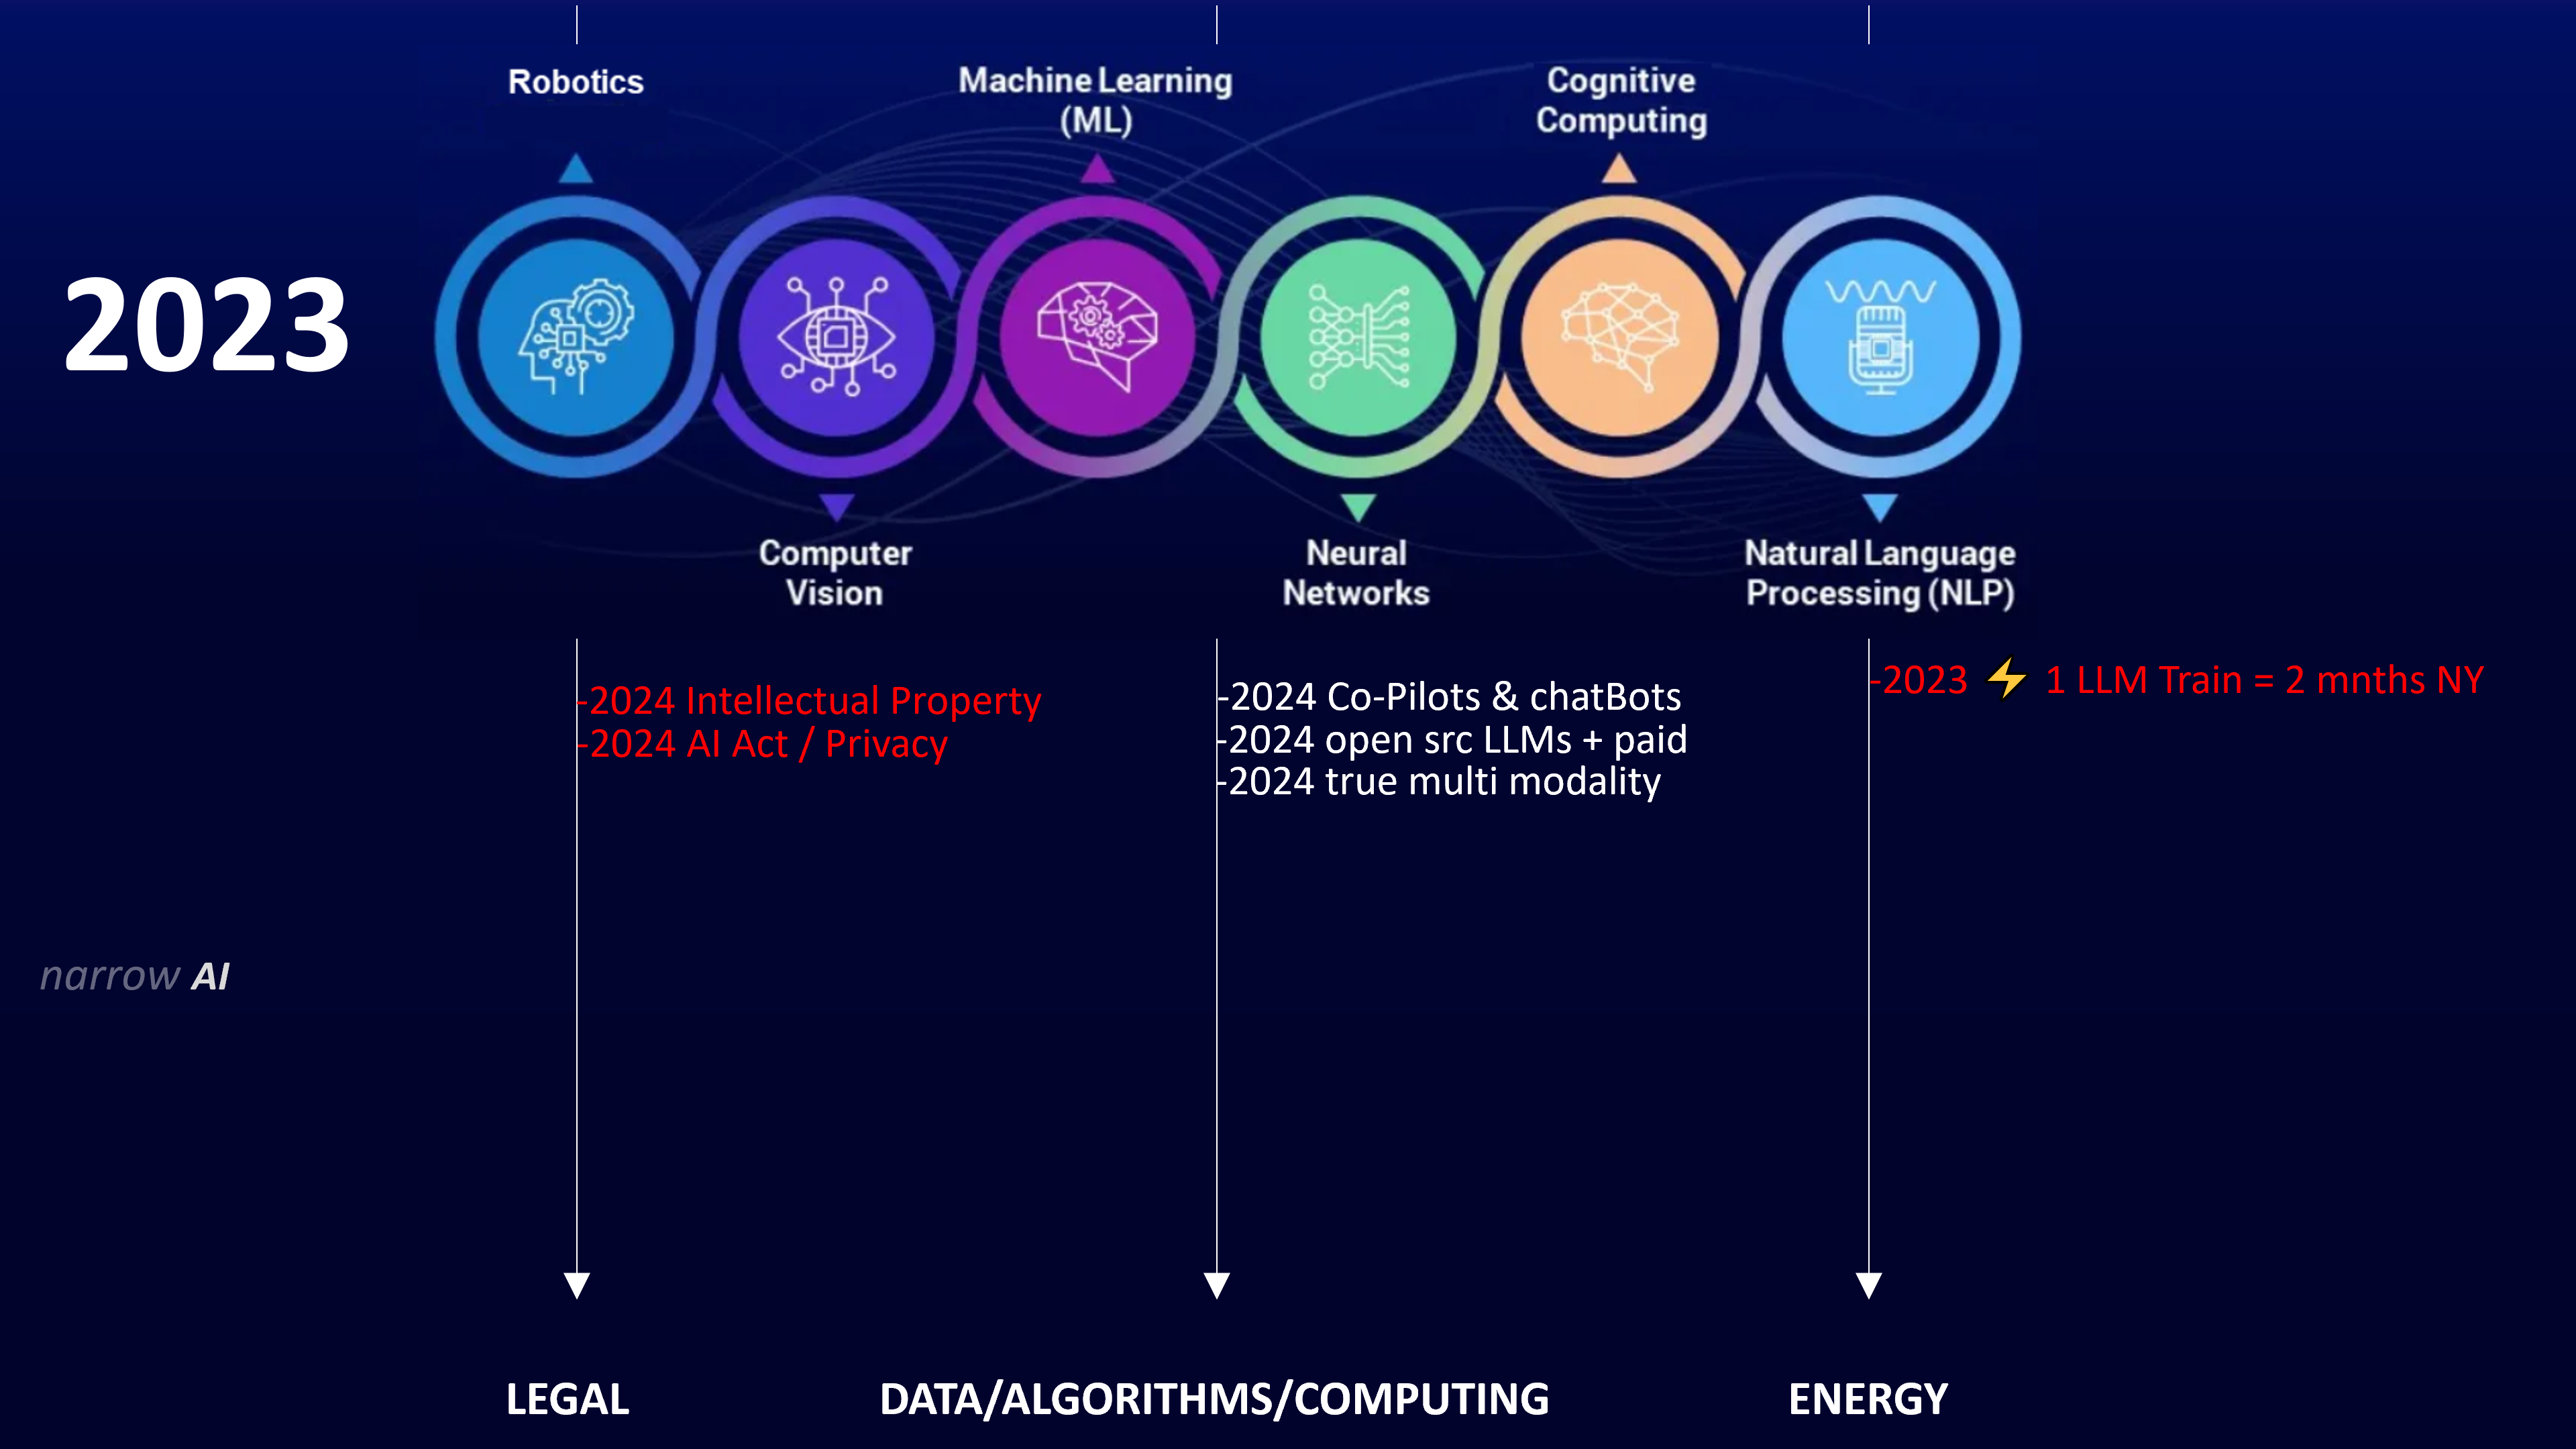 Robotics
Machine Learning
(ML)
Cognitive
Computing
2023
Computer
Vision
Neural
Networks
Natural Language
Processing (NLP)
-2024 Intellectual Property
-2024 AI Act / Privacy
-2024 Co-Pilots & chatBots
-2024 open src LLMs + paid
-2024 true multi modality
-2023 ⚡ 1 LLM Train = 2 mnths NY
narrow AI
LEGAL
DATA/ALGORITHMS/COMPUTING
ENERGY